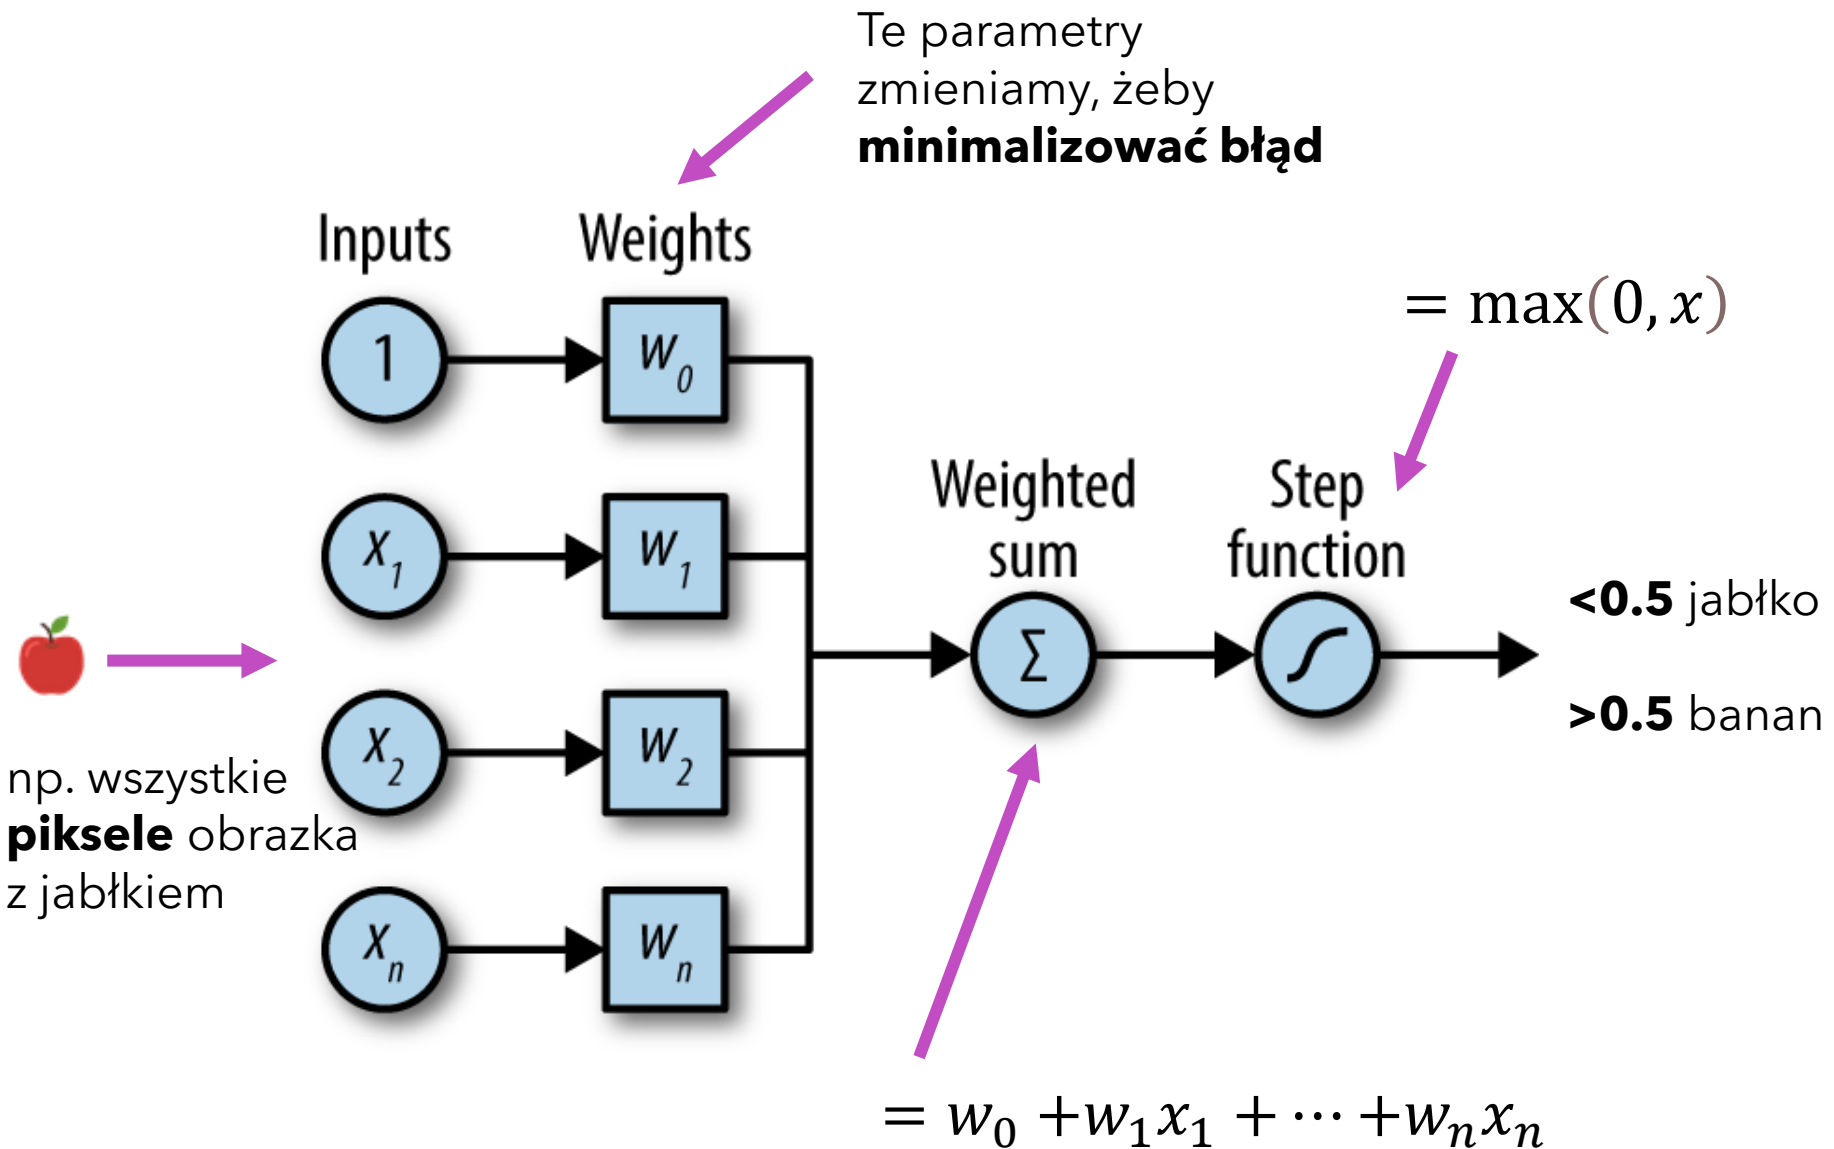 Te parametry
zmieniamy, żeby
minimalizować błąd
Inputs
Weights
1
w0
= max(0, x)
x1
w1
Weighted
sum
Step
function
Σ
<0.5 jabłko
>0.5 banan
x2
w2
np. wszystkie
piksele obrazka
z jabłkiem
xn
wn
= w0 +w1x1 + ⋯ +wnxn